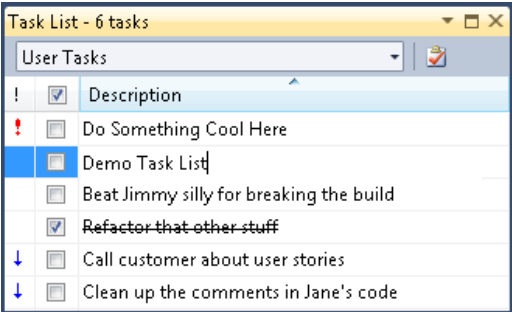 Task List - 6 tasks
User Tasks
! Description
Do Something Cool Here
Demo Task List
Beat Jimmy silly for breaking the build
Refactor that other stuff
Call customer about user stories
Clean up the comments in Jane's code